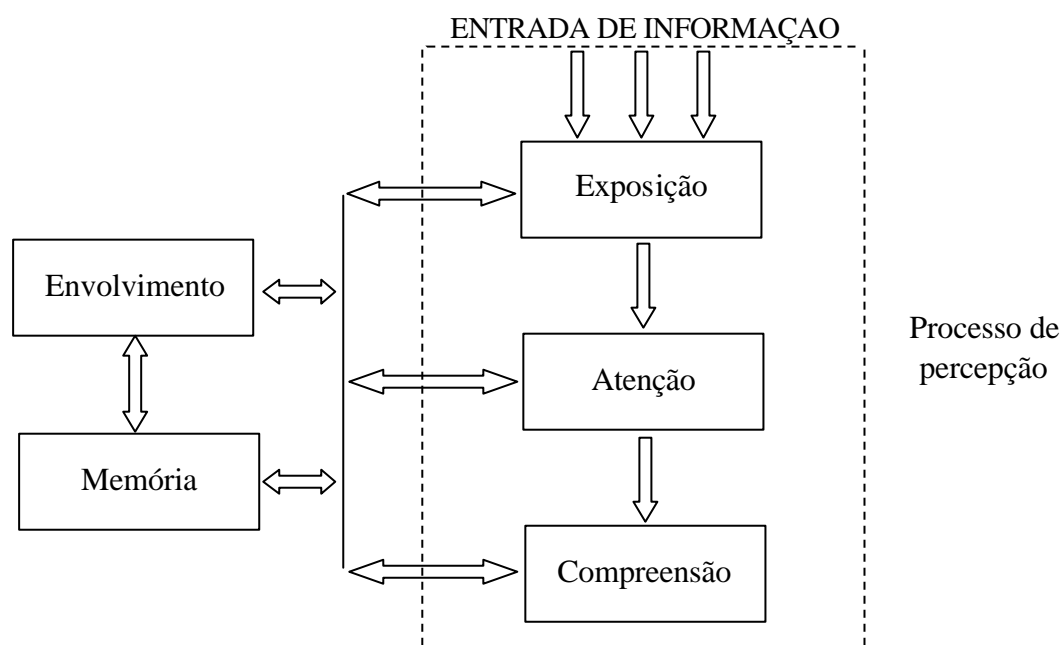 ENTRADA DE INFORMAÇAO
Exposição
Envolvimento
Processo de
percepção
Atenção
Memória
Compreensão